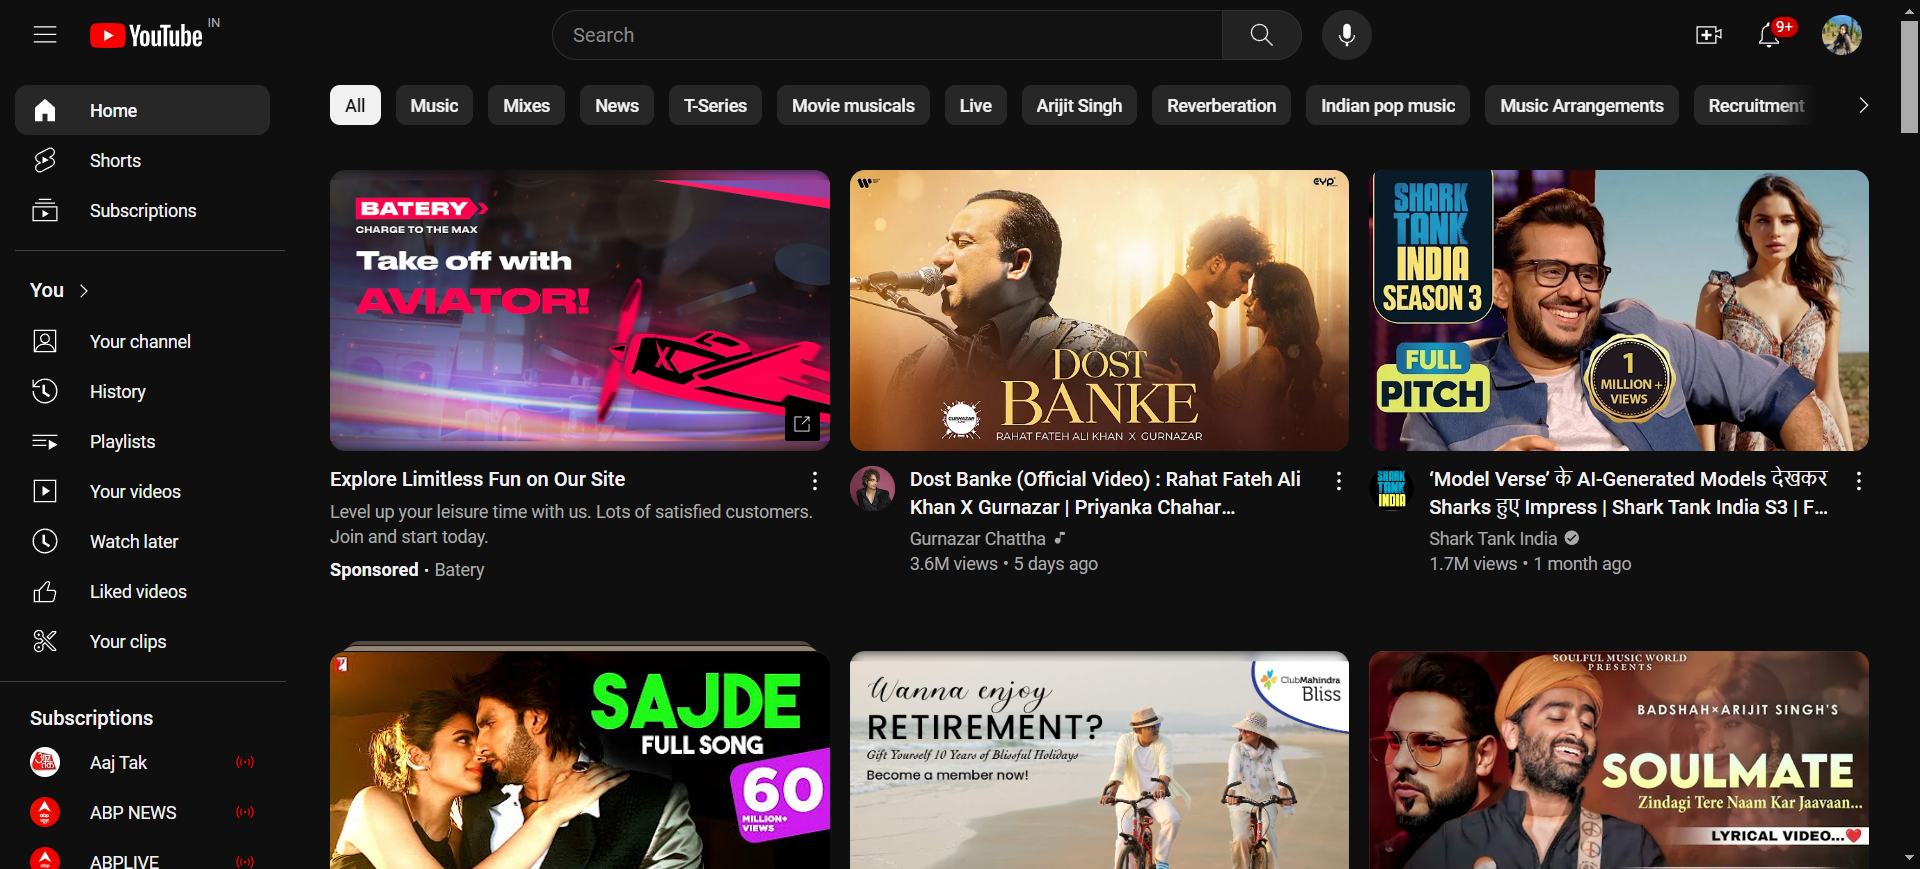 YouTube IN
Search
9+
Home
Shorts
Subscriptions
You
Your channel
History
Playlists
Your videos
Watch later
Liked videos
Your clips
Subscriptions
Aaj Tak
ABP NEWS
ABPLIVE
All
Music
Mixes
News
T-Series
Movie musicals
Live
Arijit Singh
Reverberation
Indian pop music
Music Arrangements
Recruitment
BATERY
CHARGE TO THE MAX
Take off with
AVIATOR!
X
Explore Limitless Fun on Our Site
Level up your leisure time with us. Lots of satisfied customers.
Join and start today.
Sponsored · Batery
DOST
BANKE
GURNAZAR
RAHAT FATEH ALI KHAN X GURNAZAR
Dost Banke (Official Video) : Rahat Fateh Ali
Khan X Gurnazar | Priyanka Chahar...
Gurnazar Chattha
3.6M views • 5 days ago
SHARK
TANK
INDIA
SEASON 3
FULL
PITCH
1
MILLION +
VIEWS
SHARK
TANK
INDIA
‘Model Verse’ के AI-Generated Models देखकर
Sharks हुए Impress | Shark Tank India S3 | F...
Shark Tank India
1.7M views • 1 month ago
SAJDE
FULL SONG
60
MILLION+
VIEWS
Wanna enjoy
RETIREMENT?
Gift Yourself 10 Years of Blissful Holidays
Become a member now!
ClubMahindra
Bliss
SOULFUL MUSIC WORLD
PRESENTS
BADSHAH×ARIJIT SINGH'S
SOULMATE
Zindagi Tere Naam Kar Jaavaan...
LYRICAL VIDEO...❤️